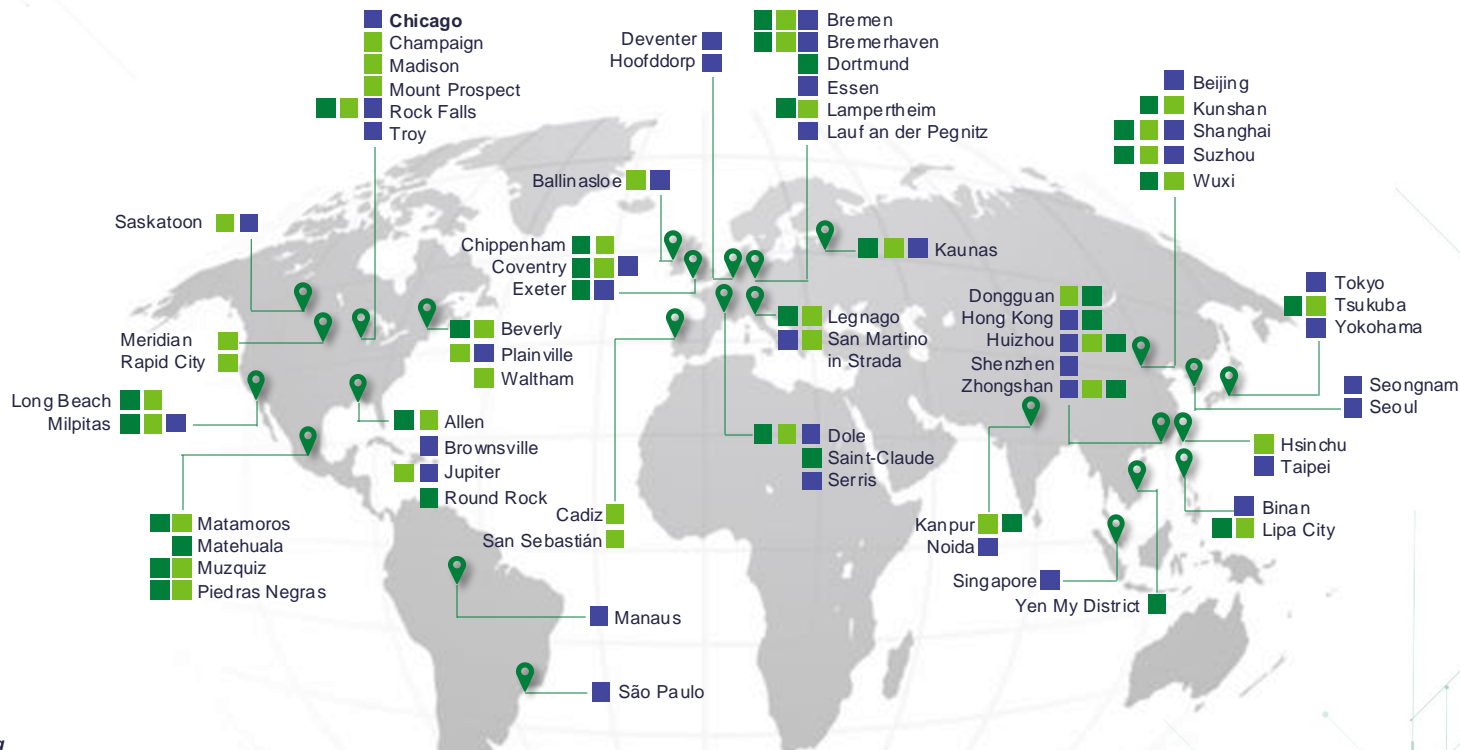 Chicago
Champaign
Madison
Mount Prospect
Rock Falls
Troy
Deventer
Hoofddorp
Bremen
Bremerhaven
Dortmund
Essen
Lampertheim
Lauf an der Pegnitz
Beijing
Kunshan
Shanghai
Suzhou
Wuxi
Ballinasloe
Saskatoon
Chippenham
Coventry
Exeter
Kaunas
Tokyo
Tsukuba
Yokohama
Dongguan
Hong Kong
Huizhou
Shenzhen
Zhongshan
Legnago
San Martino
in Strada
Meridian
Rapid City
Beverly
Plainville
Waltham
Long Beach
Milpitas
Seongnam
Seoul
Allen
Brownsville
Jupiter
Round Rock
Dole
Saint-Claude
Serris
Hsinchu
Taipei
Cadiz
San Sebastián
Matamoros
Matehuala
Muzquiz
Piedras Negras
Binan
Lipa City
Kanpur
Noida
Singapore
Yen My District
Manaus
São Paulo